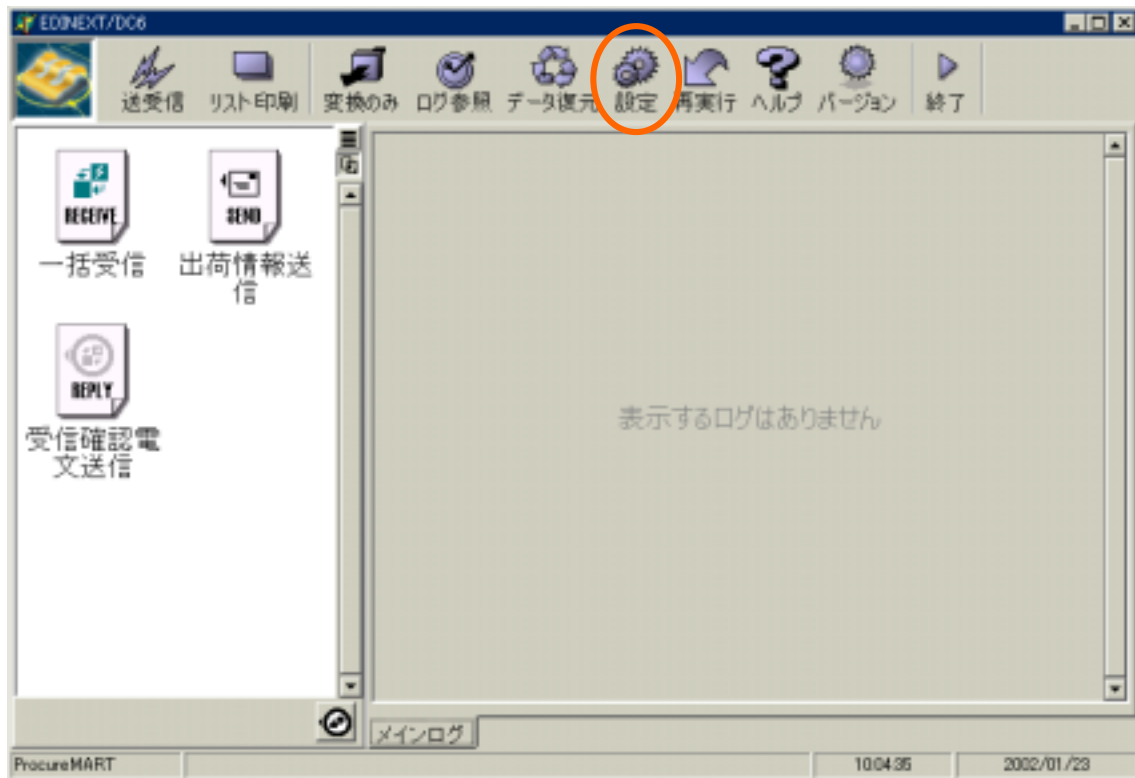 EDINEXT/DC6
送受信 リスト印刷 変換のみ ログ参照 データ復元 設定 再実行 ヘルプ バージョン 終了
RECEIVE
一括受信
SEND
出荷情報送
信
REPLY
受信確認電
文送信
表示するログはありません
メインログ
ProcureMART 10:04:35 2002/01/23